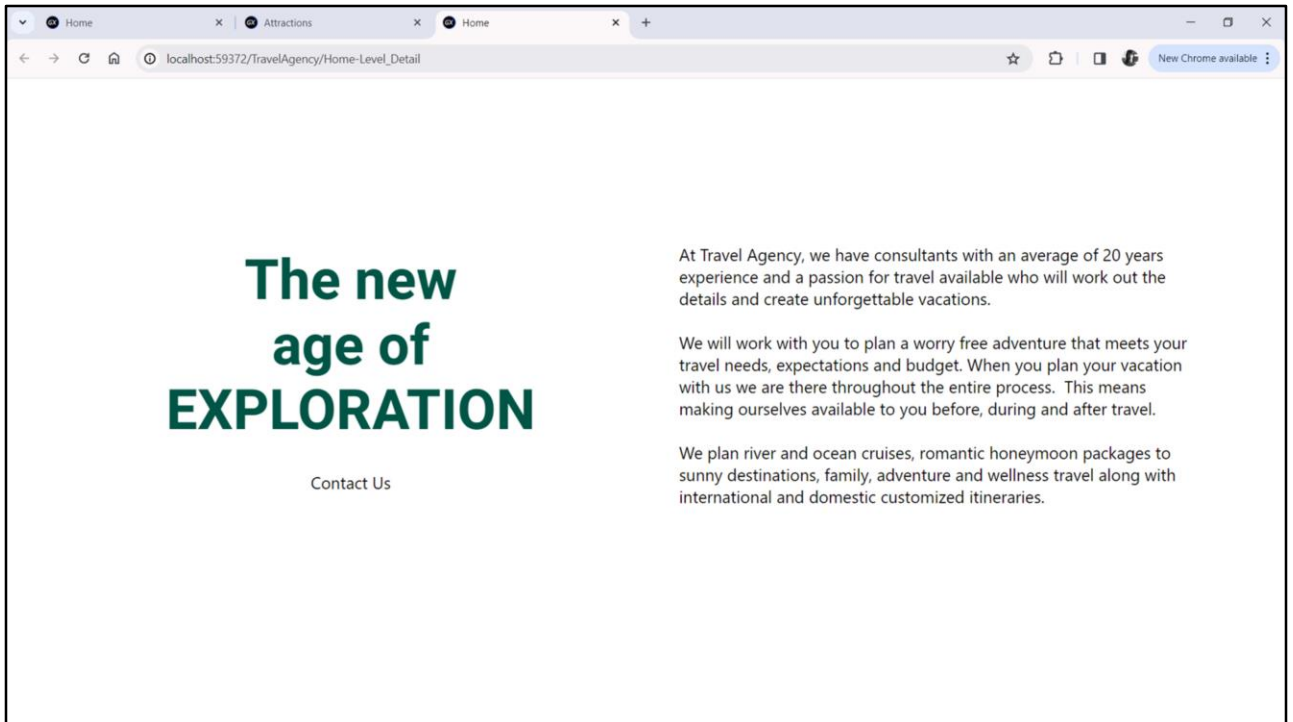 Home
Attractions
Home
localhost:59372/TravelAgency/Home-Level_Detail
New Chrome available
The new
age of
EXPLORATION
Contact Us
At Travel Agency, we have consultants with an average of 20 years
experience and a passion for travel available who will work out the
details and create unforgettable vacations.
We will work with you to plan a worry free adventure that meets your
travel needs, expectations and budget. When you plan your vacation
with us we are there throughout the entire process.  This means
making ourselves available to you before, during and after travel.
We plan river and ocean cruises, romantic honeymoon packages to
sunny destinations, family, adventure and wellness travel along with
international and domestic customized itineraries.